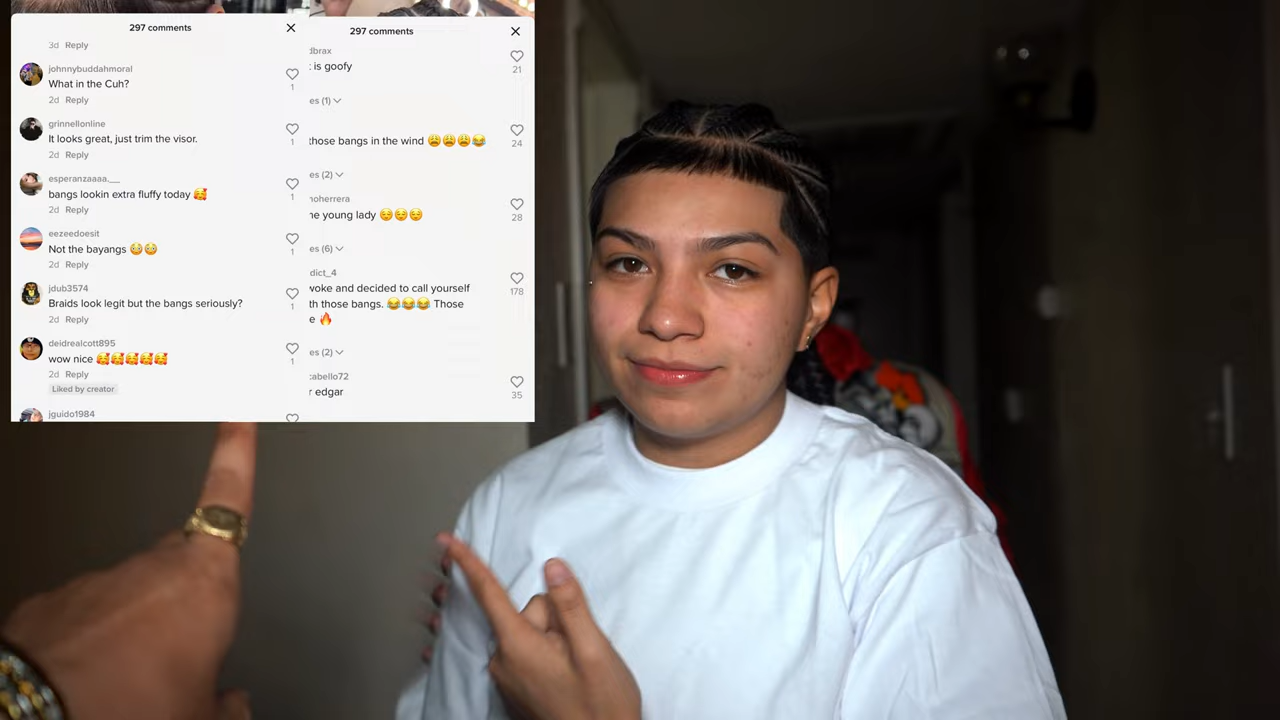 297 comments
3d Reply
johnnybuddahmoral
What in the Cuh?
1
2d Reply
grinnellonline
It looks great, just trim the visor.
1
2d Reply
esperanzaaaa.__
bangs lookin extra fluffy today 🥰
1
2d Reply
eezeedoesit
Not the bayangs 😳😳
1
2d Reply
jdub3574
Braids look legit but the bangs seriously?
1
2d Reply
deidrealcott895
wow nice 🥰🥰🥰🥰🥰
1
2d Reply
Liked by creator
jguido1984
297 comments
dbrax
is goofy
21
es (1)
those bangs in the wind 😩😩😩😂
24
es (2)
noherrera
ne young lady 😌😌😌
28
es (6)
dict_4
woke and decided to call yourself
178
th those bangs. 😂😂😂 Those
e 🔥
es (2)
cabello72
r edgar
35